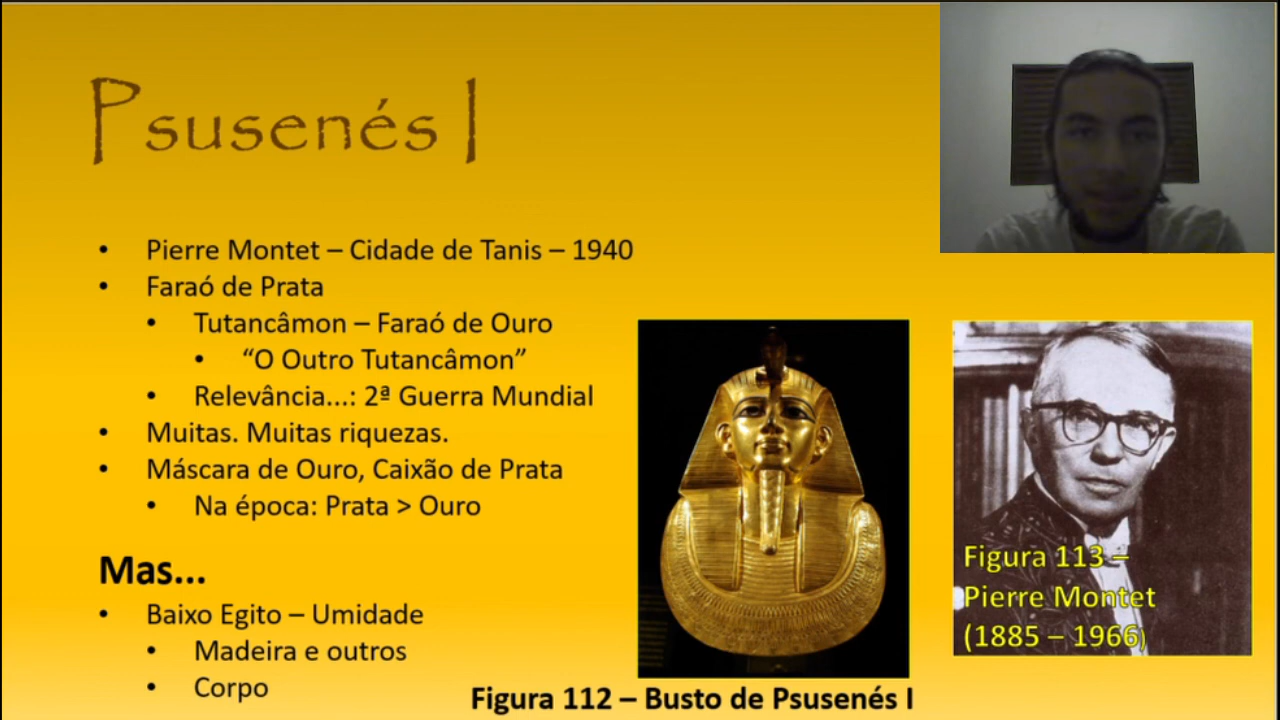 Psusenés I
• Pierre Montet – Cidade de Tanis – 1940
• Faraó de Prata
• Tutancâmon – Faraó de Ouro
• “O Outro Tutancâmon”
• Relevância...: 2ª Guerra Mundial
• Muitas. Muitas riquezas.
• Máscara de Ouro, Caixão de Prata
• Na época: Prata > Ouro
Mas...
• Baixo Egito – Umidade
• Madeira e outros
• Corpo
Figura 112 – Busto de Psusenés I
Figura 113 –
Pierre Montet
(1885 – 1966)